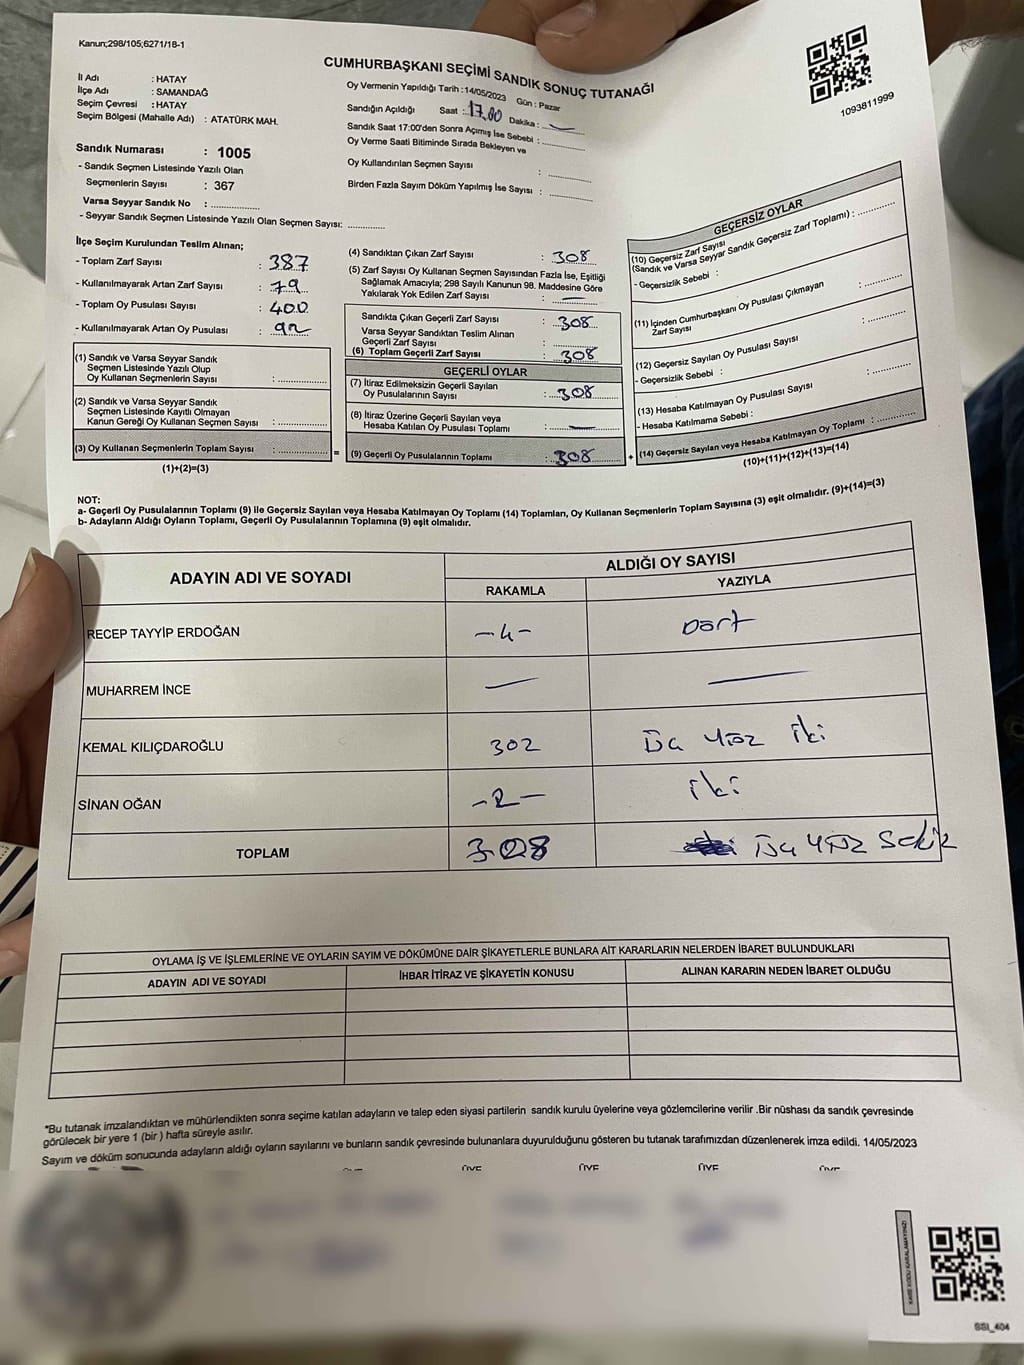 Kanun;298/105;6271/18-1
CUMHURBAŞKANI SEÇİMİ SANDIK SONUÇ TUTANAĞI
1093811999
İl Adı : HATAY
İlçe Adı : SAMANDAĞ
Seçim Çevresi : HATAY
Seçim Bölgesi (Mahalle Adı) : ATATÜRK MAH.
Sandık Numarası : 1005
- Sandık Seçmen Listesinde Yazılı Olan
Seçmenlerin Sayısı : 367
Varsa Seyyar Sandık No :
- Seyyar Sandık Seçmen Listesinde Yazılı Olan Seçmen Sayısı:
Oy Vermenin Yapıldığı Tarih :14/05/2023 Gün : Pazar
Sandığın Açıldığı Saat : 17,00 Dakika : —
Sandık Saat 17:00'den Sonra Açımış İse Sebebi :
Oy Verme Saati Bitiminde Sırada Bekleyen ve
Oy Kullandırılan Seçmen Sayısı :
Birden Fazla Sayım Döküm Yapılmış İse Sayısı :
İlçe Seçim Kurulundan Teslim Alınan;
- Toplam Zarf Sayısı : 387
- Kullanılmayarak Artan Zarf Sayısı : 79
- Toplam Oy Pusulası Sayısı : 400
- Kullanılmayarak Artan Oy Pusulası : 92
(1) Sandık ve Varsa Seyyar Sandık
Seçmen Listesinde Yazılı Olup
Oy Kullanan Seçmenlerin Sayısı :
(2) Sandık ve Varsa Seyyar Sandık
Seçmen Listesinde Kayıtlı Olmayan
Kanun Gereği Oy Kullanan Seçmen Sayısı :
(3) Oy Kullanan Seçmenlerin Toplam Sayısı : =
(1)+(2)=(3)
(4) Sandıktan Çıkan Zarf Sayısı : 308
(5) Zarf Sayısı Oy Kullanan Seçmen Sayısından Fazla İse, Eşitliği
Sağlamak Amacıyla; 298 Sayılı Kanunun 98. Maddesine Göre
Yakılarak Yok Edilen Zarf Sayısı : —
Sandıkta Çıkan Geçerli Zarf Sayısı : 308
Varsa Seyyar Sandıktan Teslim Alınan
Geçerli Zarf Sayısı :
(6) Toplam Geçerli Zarf Sayısı : 308
GEÇERLİ OYLAR
(7) İtiraz Edilmeksizin Geçerli Sayılan
Oy Pusulalarının Sayısı : 308
(8) İtiraz Üzerine Geçerli Sayılan veya
Hesaba Katılan Oy Pusulası Toplamı : —
(9) Geçerli Oy Pusulalarının Toplamı : 308 +
GEÇERSİZ OYLAR
(10) Geçersiz Zarf Sayısı
(Sandık ve Varsa Seyyar Sandık Geçersiz Zarf Toplamı) :
- Geçersizlik Sebebi :
(11) İçinden Cumhurbaşkanı Oy Pusulası Çıkmayan
Zarf Sayısı :
(12) Geçersiz Sayılan Oy Pusulası Sayısı :
- Geçersizlik Sebebi :
(13) Hesaba Katılmayan Oy Pusulası Sayısı :
- Hesaba Katılmama Sebebi :
(14) Geçersiz Sayılan veya Hesaba Katılmayan Oy Toplamı :
(10)+(11)+(12)+(13)=(14)
NOT:
a- Geçerli Oy Pusulalarının Toplamı (9) ile Geçersiz Sayılan veya Hesaba Katılmayan Oy Toplamı (14) Toplamları, Oy Kullanan Seçmenlerin Toplam Sayısına (3) eşit olmalıdır. (9)+(14)=(3)
b- Adayların Aldığı Oyların Toplamı, Geçerli Oy Pusulalarının Toplamına (9) eşit olmalıdır.
ADAYIN ADI VE SOYADI ALDIĞI OY SAYISI
RAKAMLA YAZIYLA
RECEP TAYYİP ERDOĞAN -4- Dört
MUHARREM İNCE — —
KEMAL KILIÇDAROĞLU 302 Üç Yüz iki
SİNAN OĞAN -2- iki
TOPLAM 308 Üç Yüz Sekiz
OYLAMA İŞ VE İŞLEMLERİNE VE OYLARIN SAYIM VE DÖKÜMÜNE DAİR ŞİKAYETLERLE BUNLARA AİT KARARLARIN NELERDEN İBARET BULUNDUKLARI
ADAYIN ADI VE SOYADI İHBAR İTİRAZ VE ŞİKAYETİN KONUSU ALINAN KARARIN NEDEN İBARET OLDUĞU
*Bu tutanak imzalandıktan ve mühürlendikten sonra seçime katılan adayların ve talep eden siyasi partilerin sandık kurulu üyelerine veya gözlemcilerine verilir .Bir nüshası da sandık çevresinde
görülecek bir yere 1 (bir ) hafta süreyle asılır.
Sayım ve döküm sonucunda adayların aldığı oyların sayılarını ve bunların sandık çevresinde bulunanlara duyurulduğunu gösteren bu tutanak tarafımızdan düzenlenerek imza edildi. 14/05/2023
ÜYE ÜYE ÜYE
KARE KODU KARALAMAYINIZ!
SSI_404